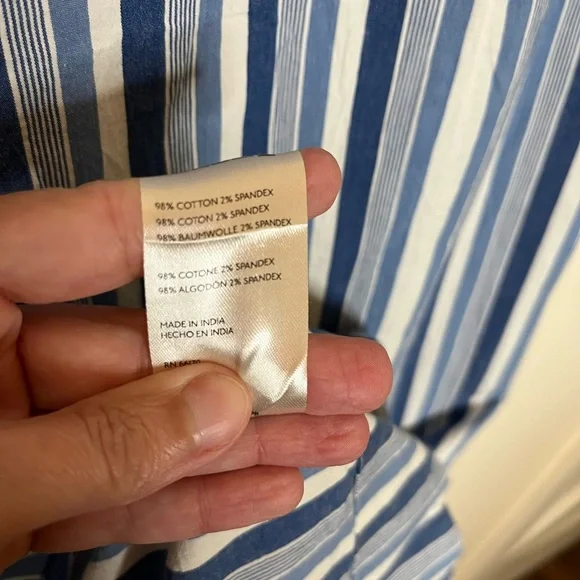 98% COTTON 2% SPANDEX
98% COTON 2% SPANDEX
98% BAUMWOLLE 2% SPANDEX
98% COTONE 2% SPANDEX
98% ALGODÓN 2% SPANDEX
MADE IN INDIA
HECHO EN INDIA
RN